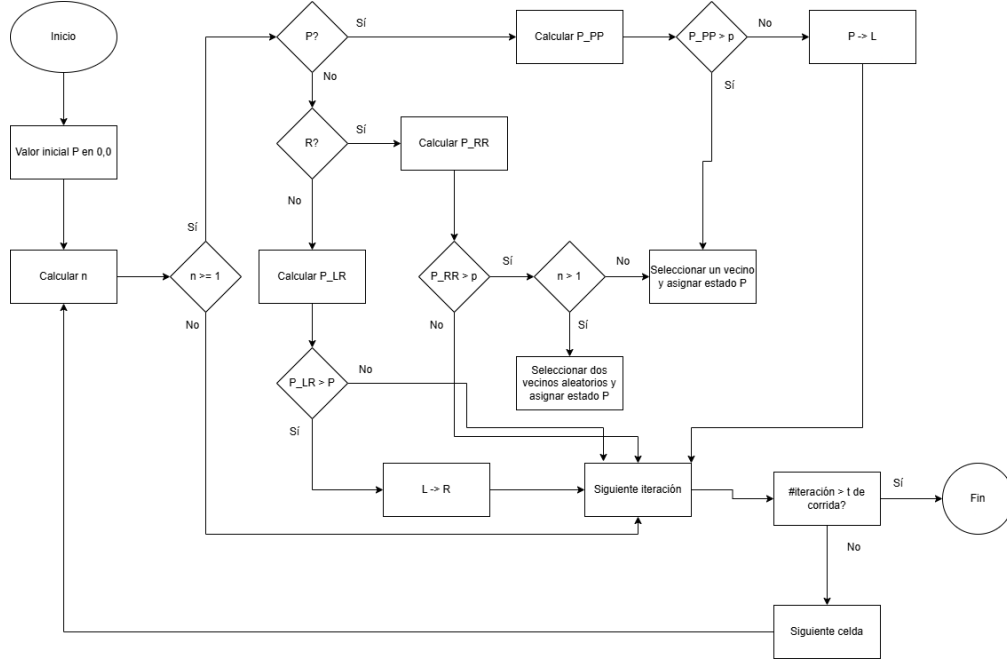 Inicio
P?
Sí
Calcular P_PP
P_PP > p
No
P -> L
No
Sí
Valor inicial P en 0,0
R?
Sí
Calcular P_RR
No
Sí
Calcular n
n >= 1
Calcular P_LR
P_RR > p
Sí
n > 1
No
Seleccionar un vecino
y asignar estado P
No
No
Sí
P_LR > P
No
Seleccionar dos
vecinos aleatorios y
asignar estado P
Sí
L -> R
Siguiente iteración
#iteración > t de
corrida?
Sí
Fin
No
Siguiente celda